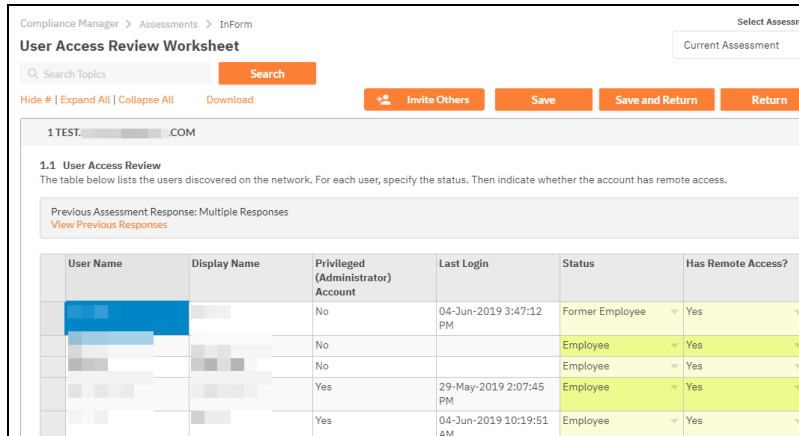 Compliance Manager > Assessments > InForm
Select Assessm
User Access Review Worksheet
Current Assessment
Search Topics
Search
Hide # | Expand All | Collapse All
Download
Invite Others
Save
Save and Return
Return
1 TEST. .COM
1.1 User Access Review
The table below lists the users discovered on the network. For each user, specify the status. Then indicate whether the account has remote access.
Previous Assessment Response: Multiple Responses
View Previous Responses
User Name
Display Name
Privileged
(Administrator)
Account
Last Login
Status
Has Remote Access?
No
04-Jun-2019 3:47:12
PM
Former Employee
Yes
No
Employee
Yes
No
Employee
Yes
Yes
29-May-2019 2:07:45
PM
Employee
Yes
Yes
04-Jun-2019 10:19:51
AM
Employee
Yes